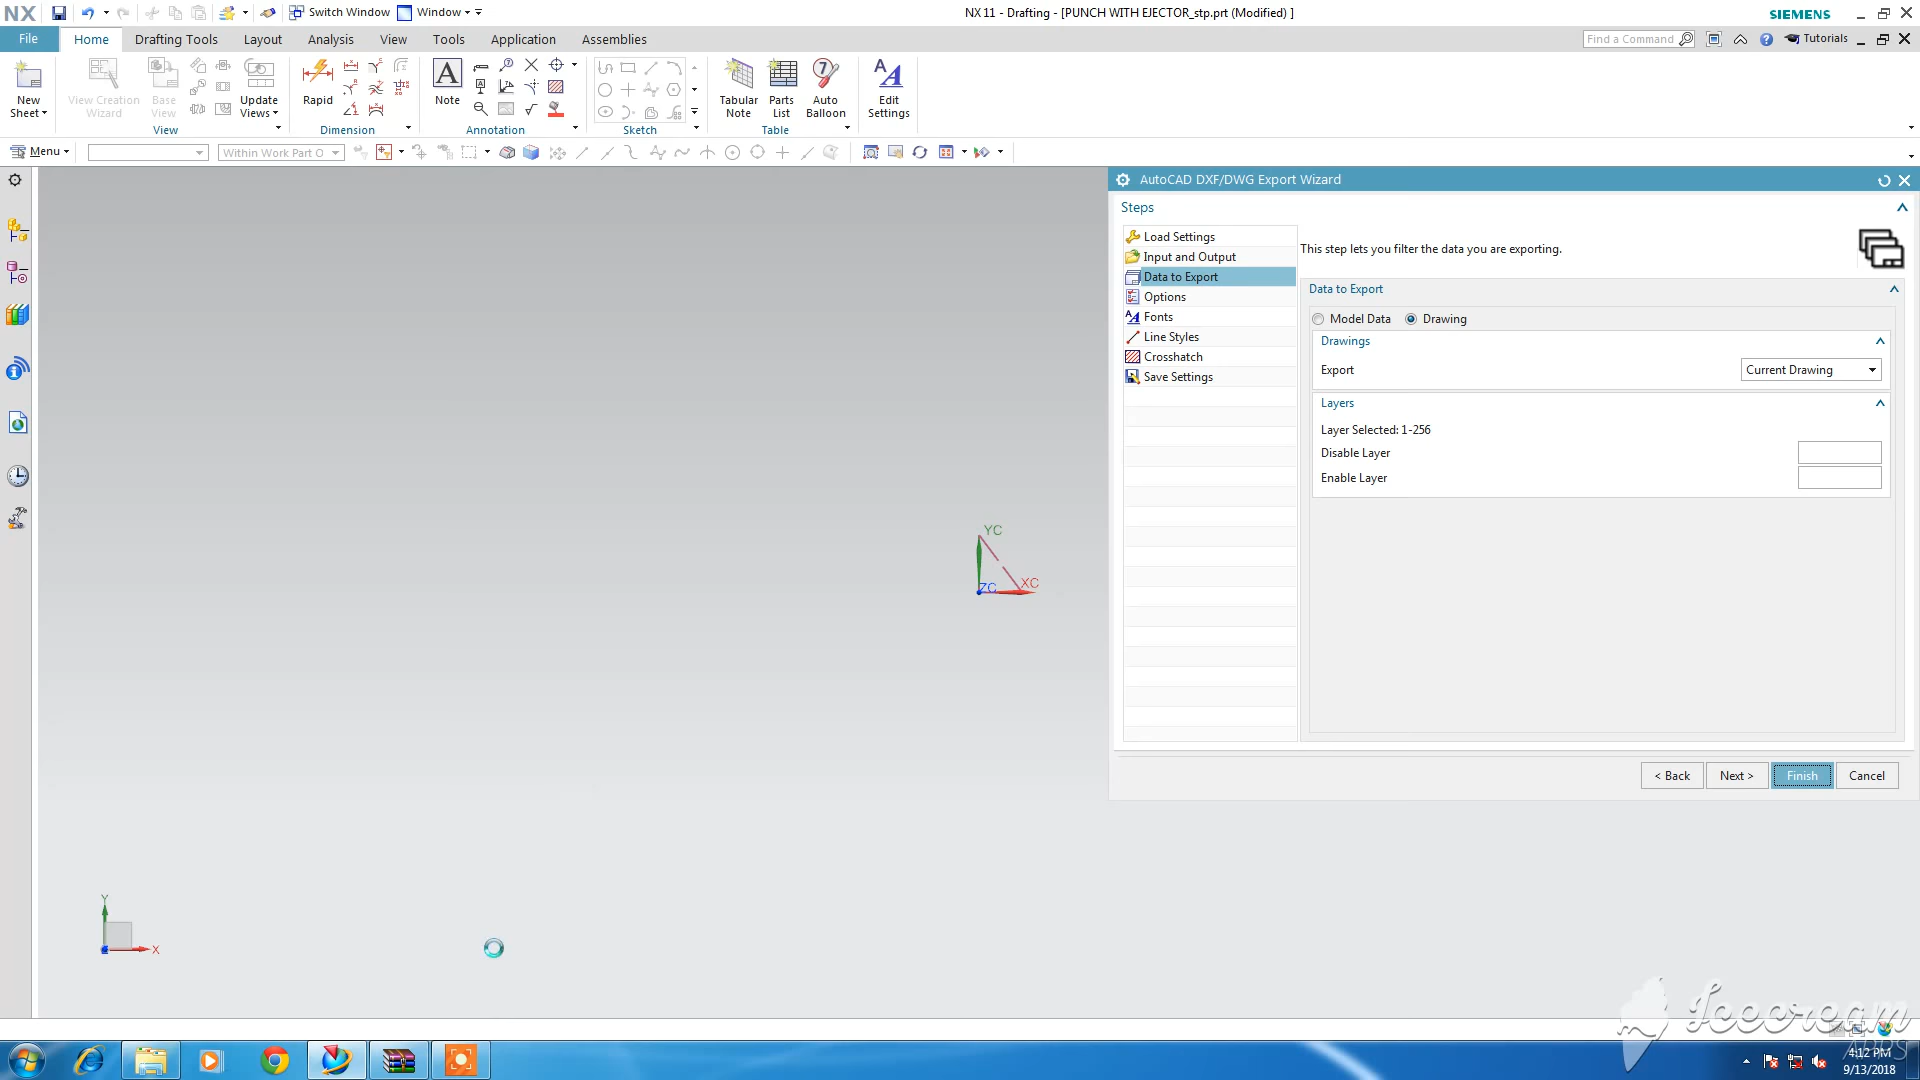 NX
Switch Window
Window
NX 11 - Drafting - [PUNCH WITH EJECTOR_stp.prt (Modified) ]
SIEMENS
File
Home
Drafting Tools
Layout
Analysis
View
Tools
Application
Assemblies
Find a Command
Tutorials
New Sheet
View Creation Wizard
Base View
Update Views
Rapid
A
Note
Tabular Note
Parts List
7
Auto Balloon
Edit Settings
View
Dimension
Annotation
Sketch
Table
Menu
Within Work Part O
AutoCAD DXF/DWG Export Wizard
Steps
Load Settings
Input and Output
Data to Export
Options
Fonts
Line Styles
Crosshatch
Save Settings
This step lets you filter the data you are exporting.
Data to Export
Model Data
Drawing
Drawings
Export
Current Drawing
Layers
Layer Selected: 1-256
Disable Layer
Enable Layer
< Back
Next >
Finish
Cancel
YC
ZC
XC
Y
X
Icecream
APPS
4:12 PM
9/13/2018